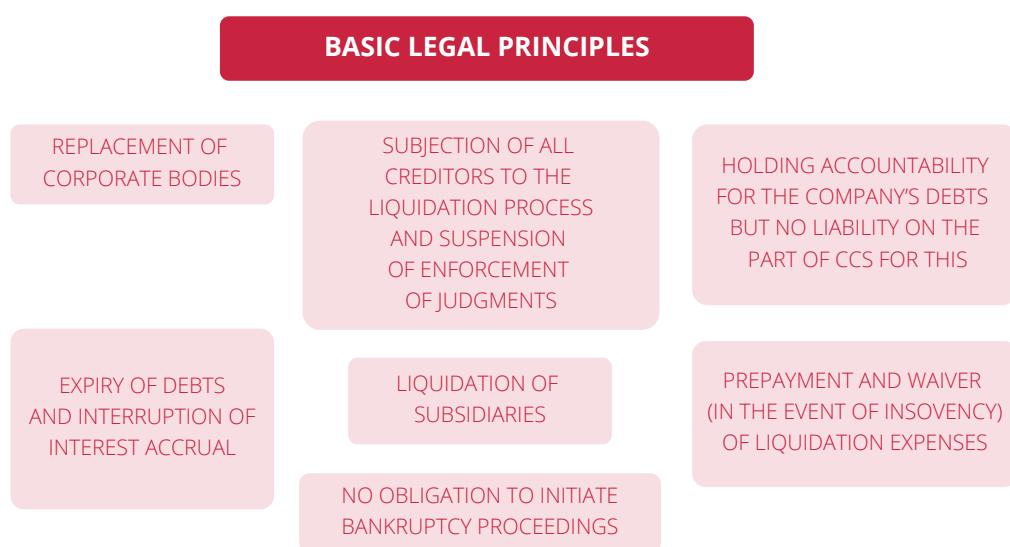 BASIC LEGAL PRINCIPLES
REPLACEMENT OF
CORPORATE BODIES
SUBJECTION OF ALL
CREDITORS TO THE
LIQUIDATION PROCESS
AND SUSPENSION
OF ENFORCEMENT
OF JUDGMENTS
HOLDING ACCOUNTABILITY
FOR THE COMPANY’S DEBTS
BUT NO LIABILITY ON THE
PART OF CCS FOR THIS
EXPIRY OF DEBTS
AND INTERRUPTION OF
INTEREST ACCRUAL
LIQUIDATION OF
SUBSIDIARIES
PREPAYMENT AND WAIVER
(IN THE EVENT OF INSOVENCY)
OF LIQUIDATION EXPENSES
NO OBLIGATION TO INITIATE
BANKRUPTCY PROCEEDINGS